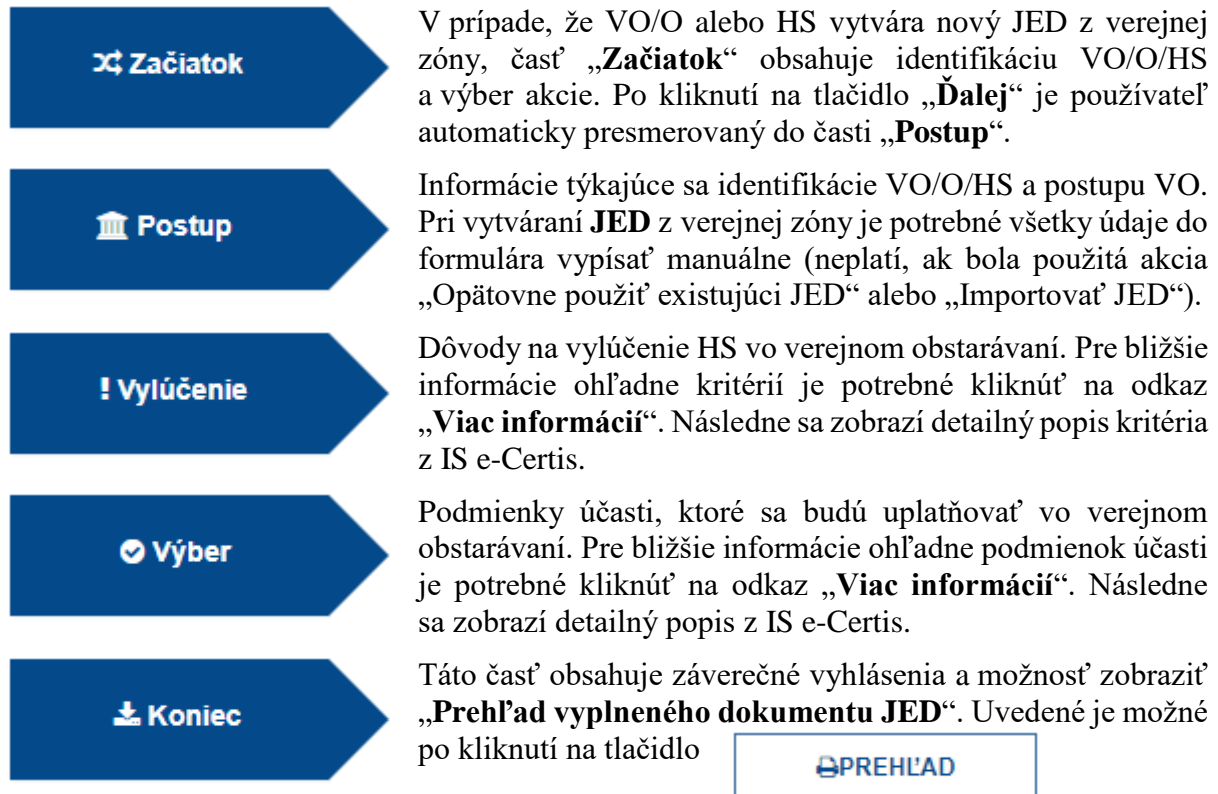 Začiatok
V prípade, že VO/O alebo HS vytvára nový JED z verejnej
zóny, časť „Začiatok“ obsahuje identifikáciu VO/O/HS
a výber akcie. Po kliknutí na tlačidlo „Ďalej“ je používateľ
automaticky presmerovaný do časti „Postup“.
Postup
Informácie týkajúce sa identifikácie VO/O/HS a postupu VO.
Pri vytváraní JED z verejnej zóny je potrebné všetky údaje do
formulára vypísať manuálne (neplatí, ak bola použitá akcia
„Opätovne použiť existujúci JED“ alebo „Importovať JED“).
! Vylúčenie
Dôvody na vylúčenie HS vo verejnom obstarávaní. Pre bližšie
informácie ohľadne kritérií je potrebné kliknúť na odkaz
„Viac informácií“. Následne sa zobrazí detailný popis kritéria
z IS e-Certis.
Výber
Podmienky účasti, ktoré sa budú uplatňovať vo verejnom
obstarávaní. Pre bližšie informácie ohľadne podmienok účasti
je potrebné kliknúť na odkaz „Viac informácií“. Následne
sa zobrazí detailný popis z IS e-Certis.
Koniec
Táto časť obsahuje záverečné vyhlásenia a možnosť zobraziť
„Prehľad vyplneného dokumentu JED“. Uvedené je možné
po kliknutí na tlačidlo
PREHĽAD